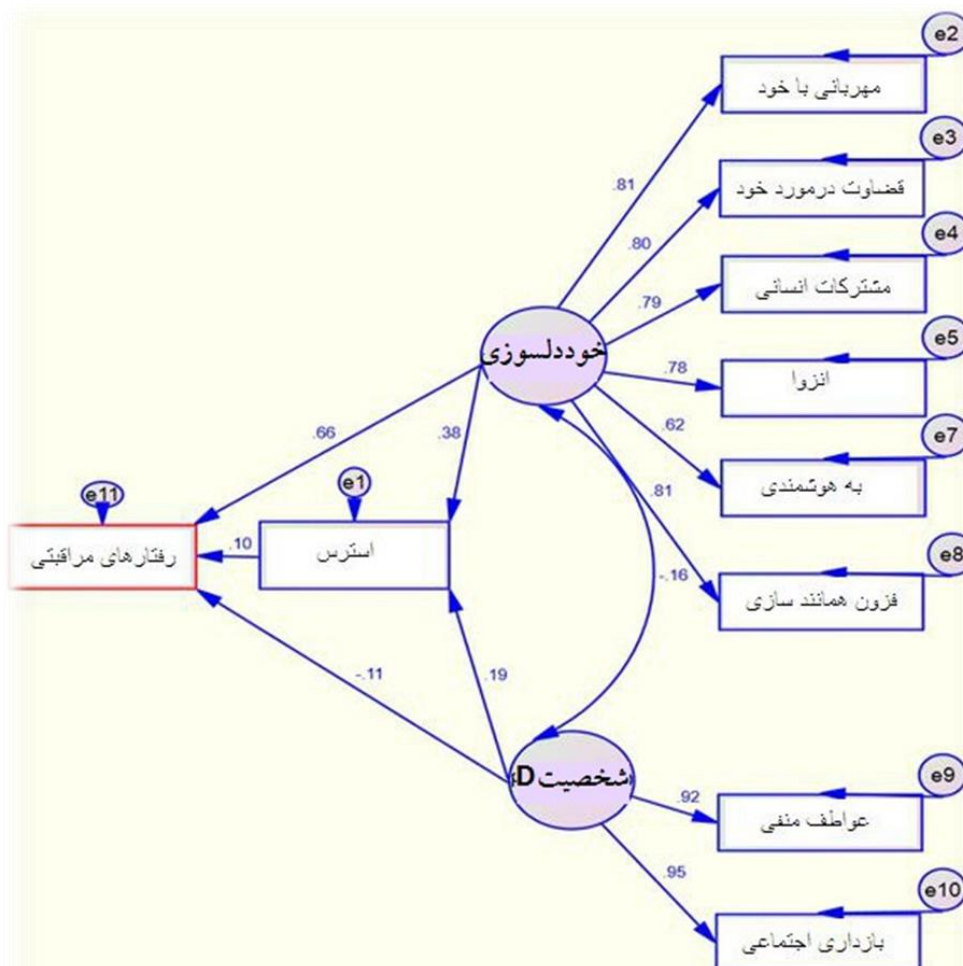 e2
مهربانی با خود
e3
.81
قضاوت درمورد خود
.80
e4
مشترکات انسانی
.79
خوددلسوزی
e5
انزوا
.78
.66
.38
.62
e7
به هوشمندی
e11
e1
.81
رفتارهای مراقبتی
.10
استرس
-.16
e8
فزون همانند سازی
-.11
.19
شخصیت D
e9
.92
عواطف منفی
.95
e10
بازداری اجتماعی